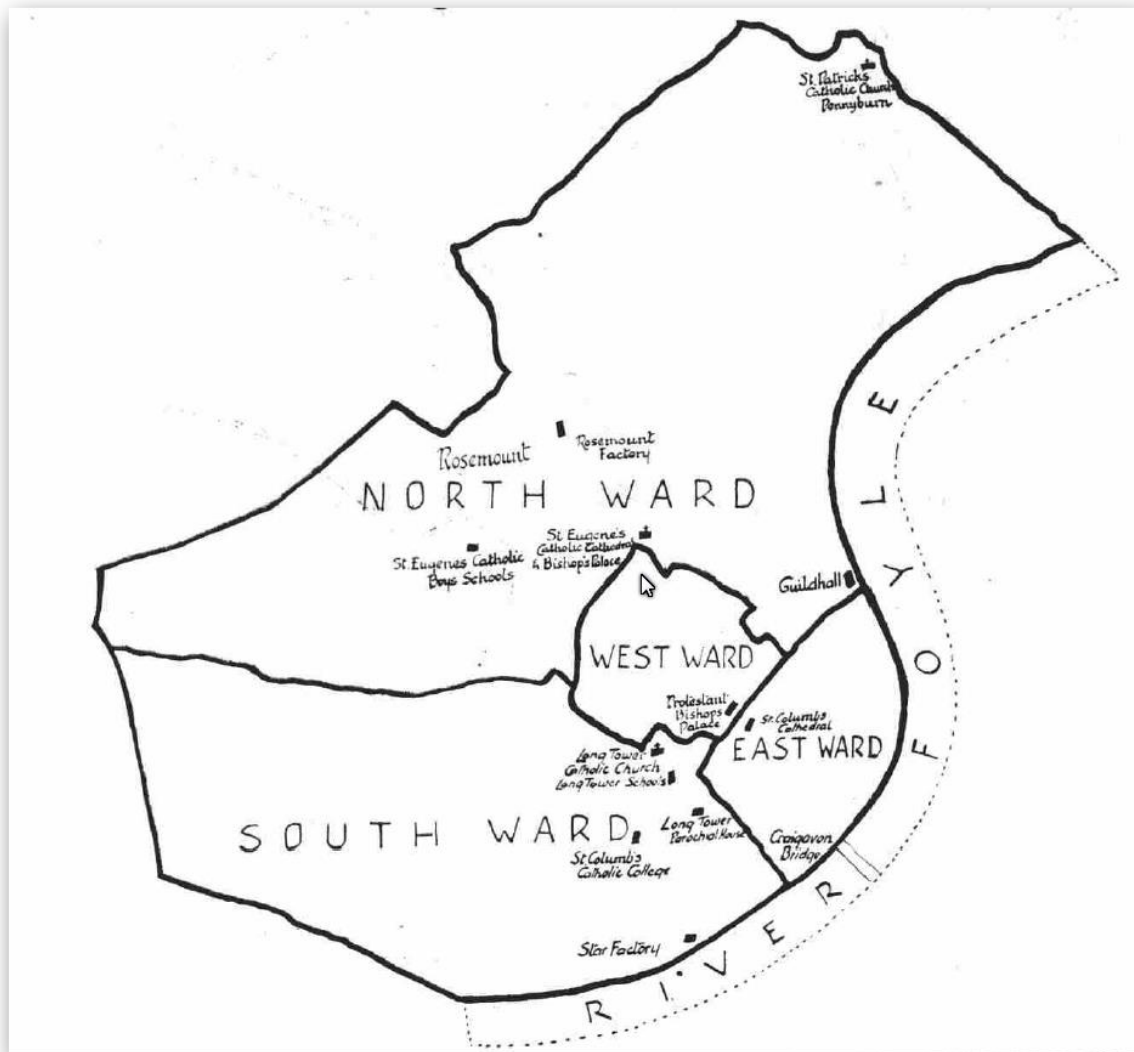 St. Patricks
Catholic Church
Pennyburn
Rosemount
Rosemount
Factory
NORTH WARD
St Eugene's
Catholic Cathedral
& Bishop's Palace
St. Eugenes Catholic
Boys Schools
Guildhall
WEST WARD
Protestant
Bishops
Palace
St. Columbs
Cathedral
EAST WARD
Long Tower
Catholic Church
Long Tower Schools
SOUTH WARD
Long Tower
Parochial House
St Columb's
Catholic College
Craigavon
Bridge
Star Factory
RIVER FOYLE